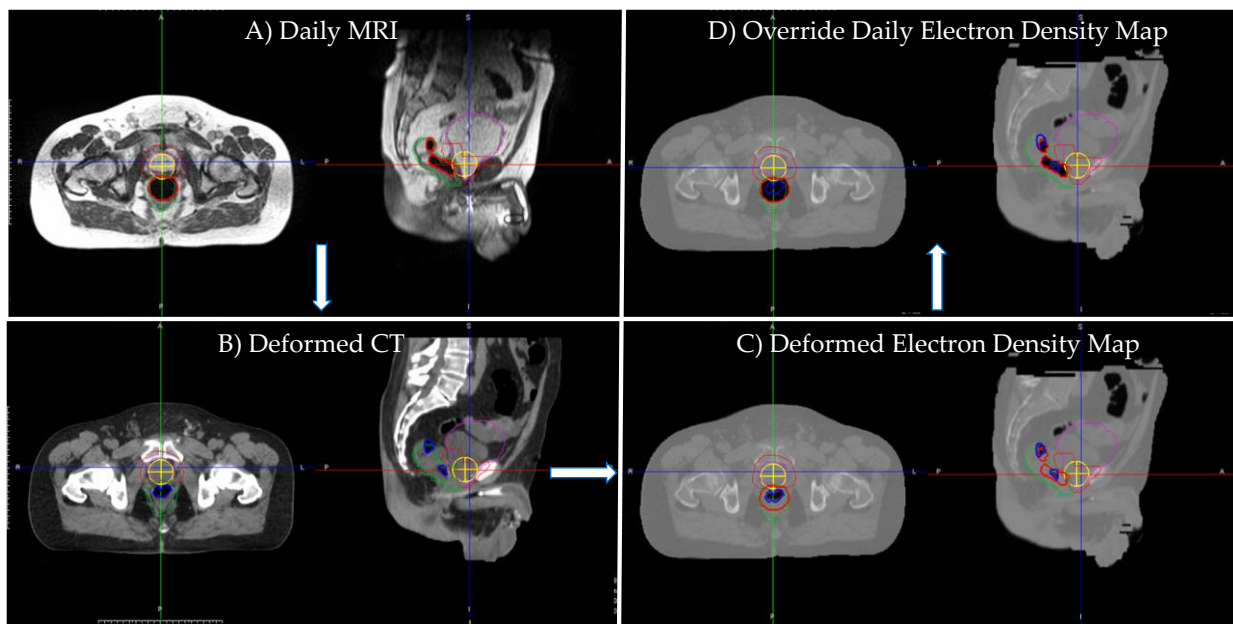 A) Daily MRI
D) Override Daily Electron Density Map
A
S
A
S
R
L
P
A
R
L
P
A
P
I
P
I
B) Deformed CT
C) Deformed Electron Density Map
A
S
A
S
R
L
P
A
R
L
P
A
P
I
P
I